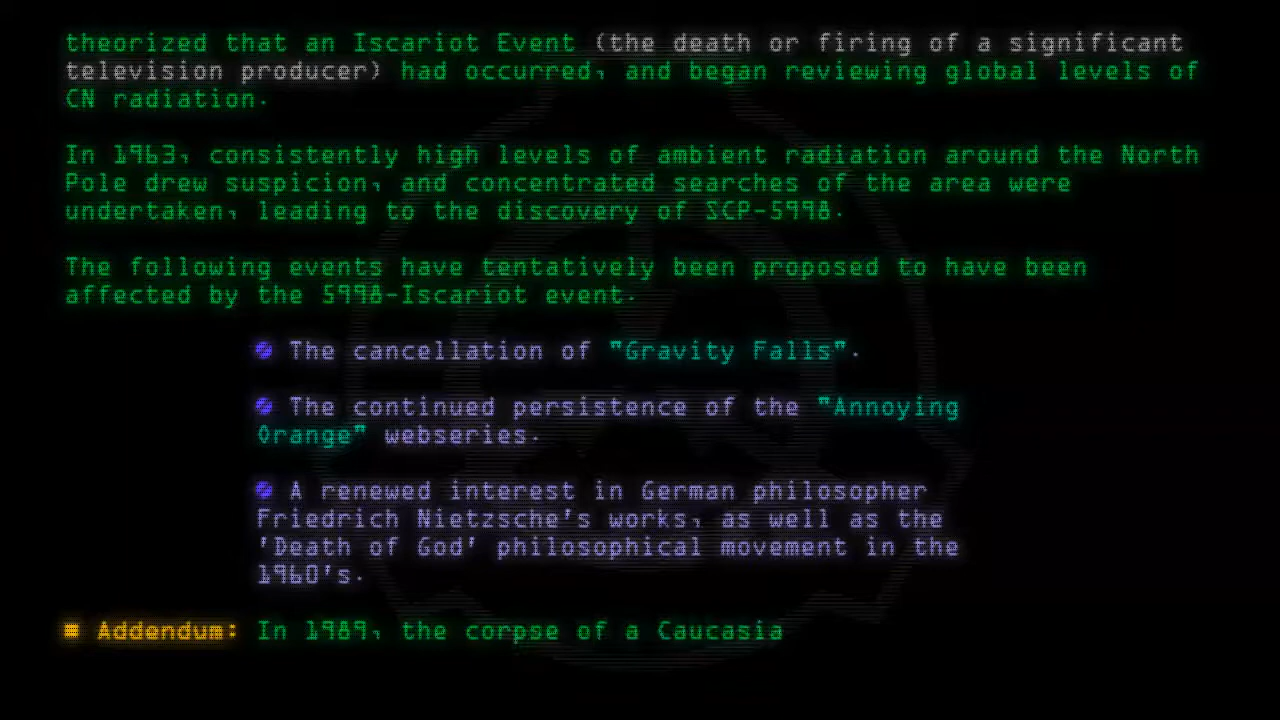 theorized that an Iscariot Event (the death or firing of a significant
television producer) had occurred, and began reviewing global levels of
CN radiation.
In 1963, consistently high levels of ambient radiation around the North
Pole drew suspicion, and concentrated searches of the area were
undertaken, leading to the discovery of SCP-5998.
The following events have tentatively been proposed to have been
affected by the 5998-Iscariot event.
● The cancellation of "Gravity Falls".
● The continued persistence of the "Annoying
Orange" webseries.
● A renewed interest in German philosopher
Friedrich Nietzsche's works, as well as the
'Death of God' philosophical movement in the
1960's.
■ Addendum: In 1989, the corpse of a Caucasia